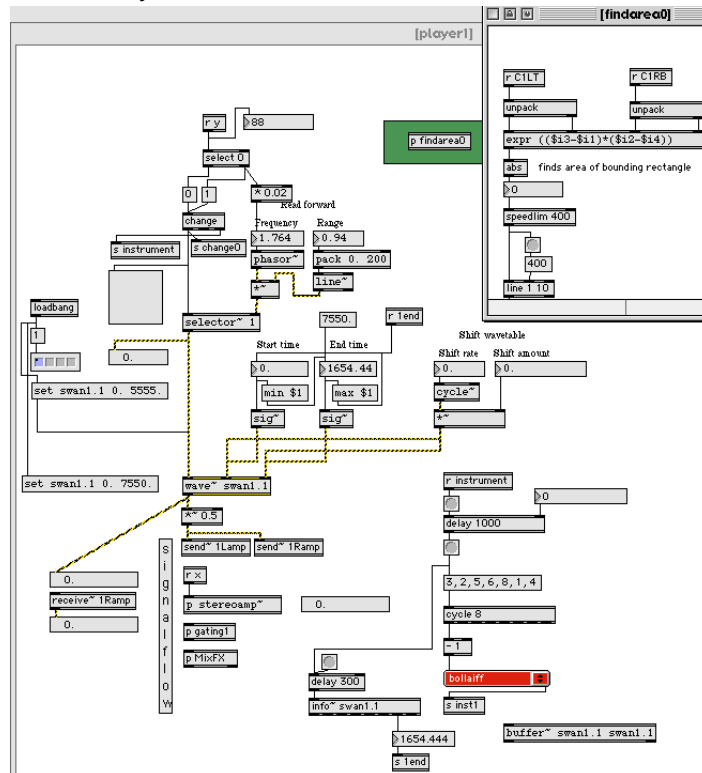 [player1]
[findarea0]
r C1LT
r C1RB
unpack
unpack
expr (($i3-$i1)*($i2-$i4))
abs
finds area of bounding rectangle
0
speedlim 400
400
line 1 10
r y
88
p findarea0
select 0
0
1
* 0.02
Read forward
change
Frequency
Range
s instrument
s change0
1.764
0.94
phasor~
pack 0. 200
*~
line~
loadbang
selector~ 1
7550.
r 1end
1
Shift wavetable
0.
Start time
End time
Shift rate
Shift amount
0.
1654.44
0.
0.
set swan1.1 0. 5555.
min $1
max $1
cycle~
sig~
sig~
*~
set swan1.1 0. 7550.
wave~ swan1.1
r instrument
0
*~ 0.5
delay 1000
send~ 1Lamp
send~ 1Ramp
signalflow
0.
r x
3,2,5,6,8,1,4
receive~ 1Ramp
p stereoamp~
0.
cycle 8
0.
p gating1
- 1
p MixFX
bollaiff
delay 300
info~ swan1.1
s inst1
buffer~ swan1.1 swan1.1
1654.444
s 1end